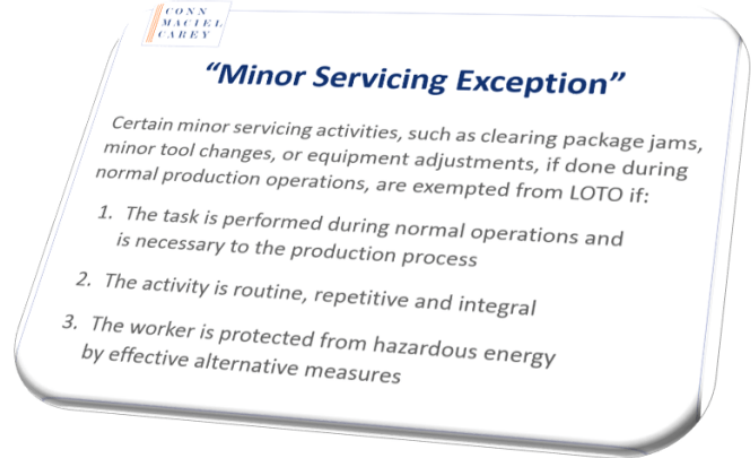 CONN
MACIEL
CAREY
“Minor Servicing Exception”
Certain minor servicing activities, such as clearing package jams,
minor tool changes, or equipment adjustments, if done during
normal production operations, are exempted from LOTO if:
1. The task is performed during normal operations and
is necessary to the production process
2. The activity is routine, repetitive and integral
3. The worker is protected from hazardous energy
by effective alternative measures